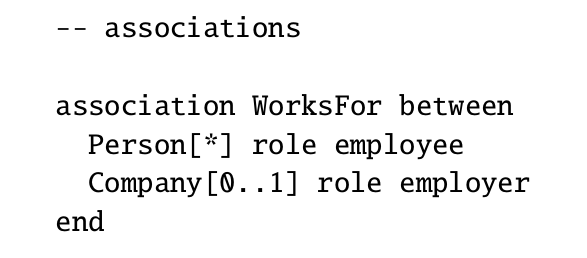 -- associations
association WorksFor between
Person[*] role employee
Company[0..1] role employer
end